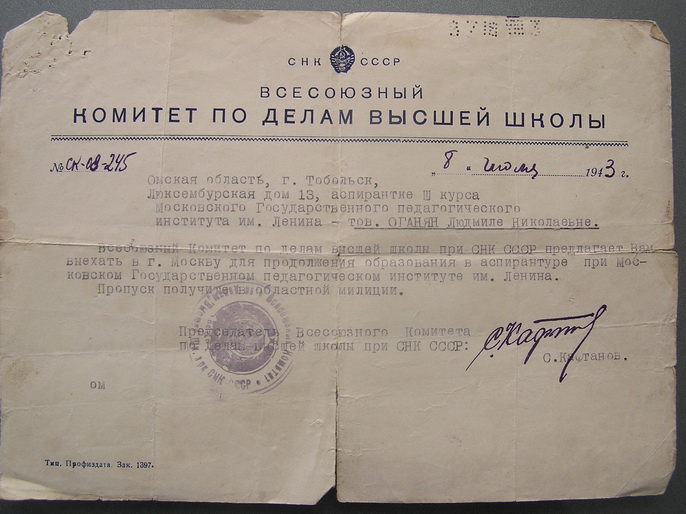 СНК СССР
ВСЕСОЮЗНЫЙ
КОМИТЕТ ПО ДЕЛАМ ВЫСШЕЙ ШКОЛЫ
№ СК-03-245
"8" июля 1943 г.
Омская область, г. Тобольск,
Люксембурская дом 13, аспирантке III курса
Московского Государственного педагогического
института им. Ленина - тов. ОГАНЯН Людмиле Николаевне.
Всесоюзный Комитет по делам высшей школы при СНК СССР предлагает Вам
выехать в г. Москву для продолжения образования в аспирантуре при Мос-
ковском Государственном педагогическом институте им. Ленина.
Пропуск получите в областной милиции.
Председатель Всесоюзного Комитета
по делам высшей школы при СНК СССР:
С. Кафтанов.
при СНК СССР
ом
Тип. Профиздата. Зак. 1397.